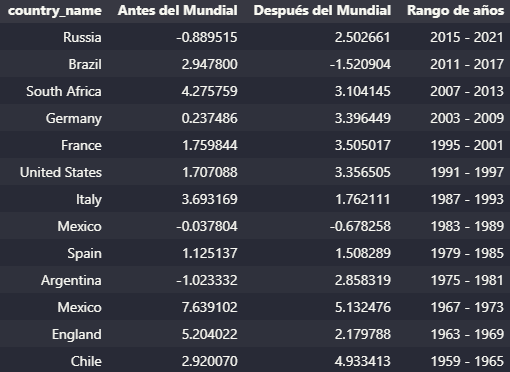 country_name Antes del Mundial Después del Mundial Rango de años
Russia -0.889515 2.502661 2015 - 2021
Brazil 2.947800 -1.520904 2011 - 2017
South Africa 4.275759 3.104145 2007 - 2013
Germany 0.237486 3.396449 2003 - 2009
France 1.759844 3.505017 1995 - 2001
United States 1.707088 3.356505 1991 - 1997
Italy 3.693169 1.762111 1987 - 1993
Mexico -0.037804 -0.678258 1983 - 1989
Spain 1.125137 1.508289 1979 - 1985
Argentina -1.023332 2.858319 1975 - 1981
Mexico 7.639102 5.132476 1967 - 1973
England 5.204022 2.179788 1963 - 1969
Chile 2.920070 4.933413 1959 - 1965